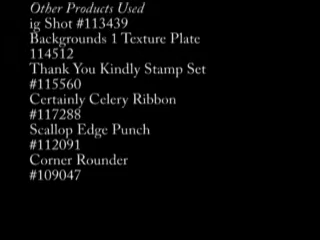 Other Products Used
ig Shot #113439
Backgrounds 1 Texture Plate
114512
Thank You Kindly Stamp Set
#115560
Certainly Celery Ribbon
#117288
Scallop Edge Punch
#112091
Corner Rounder
#109047